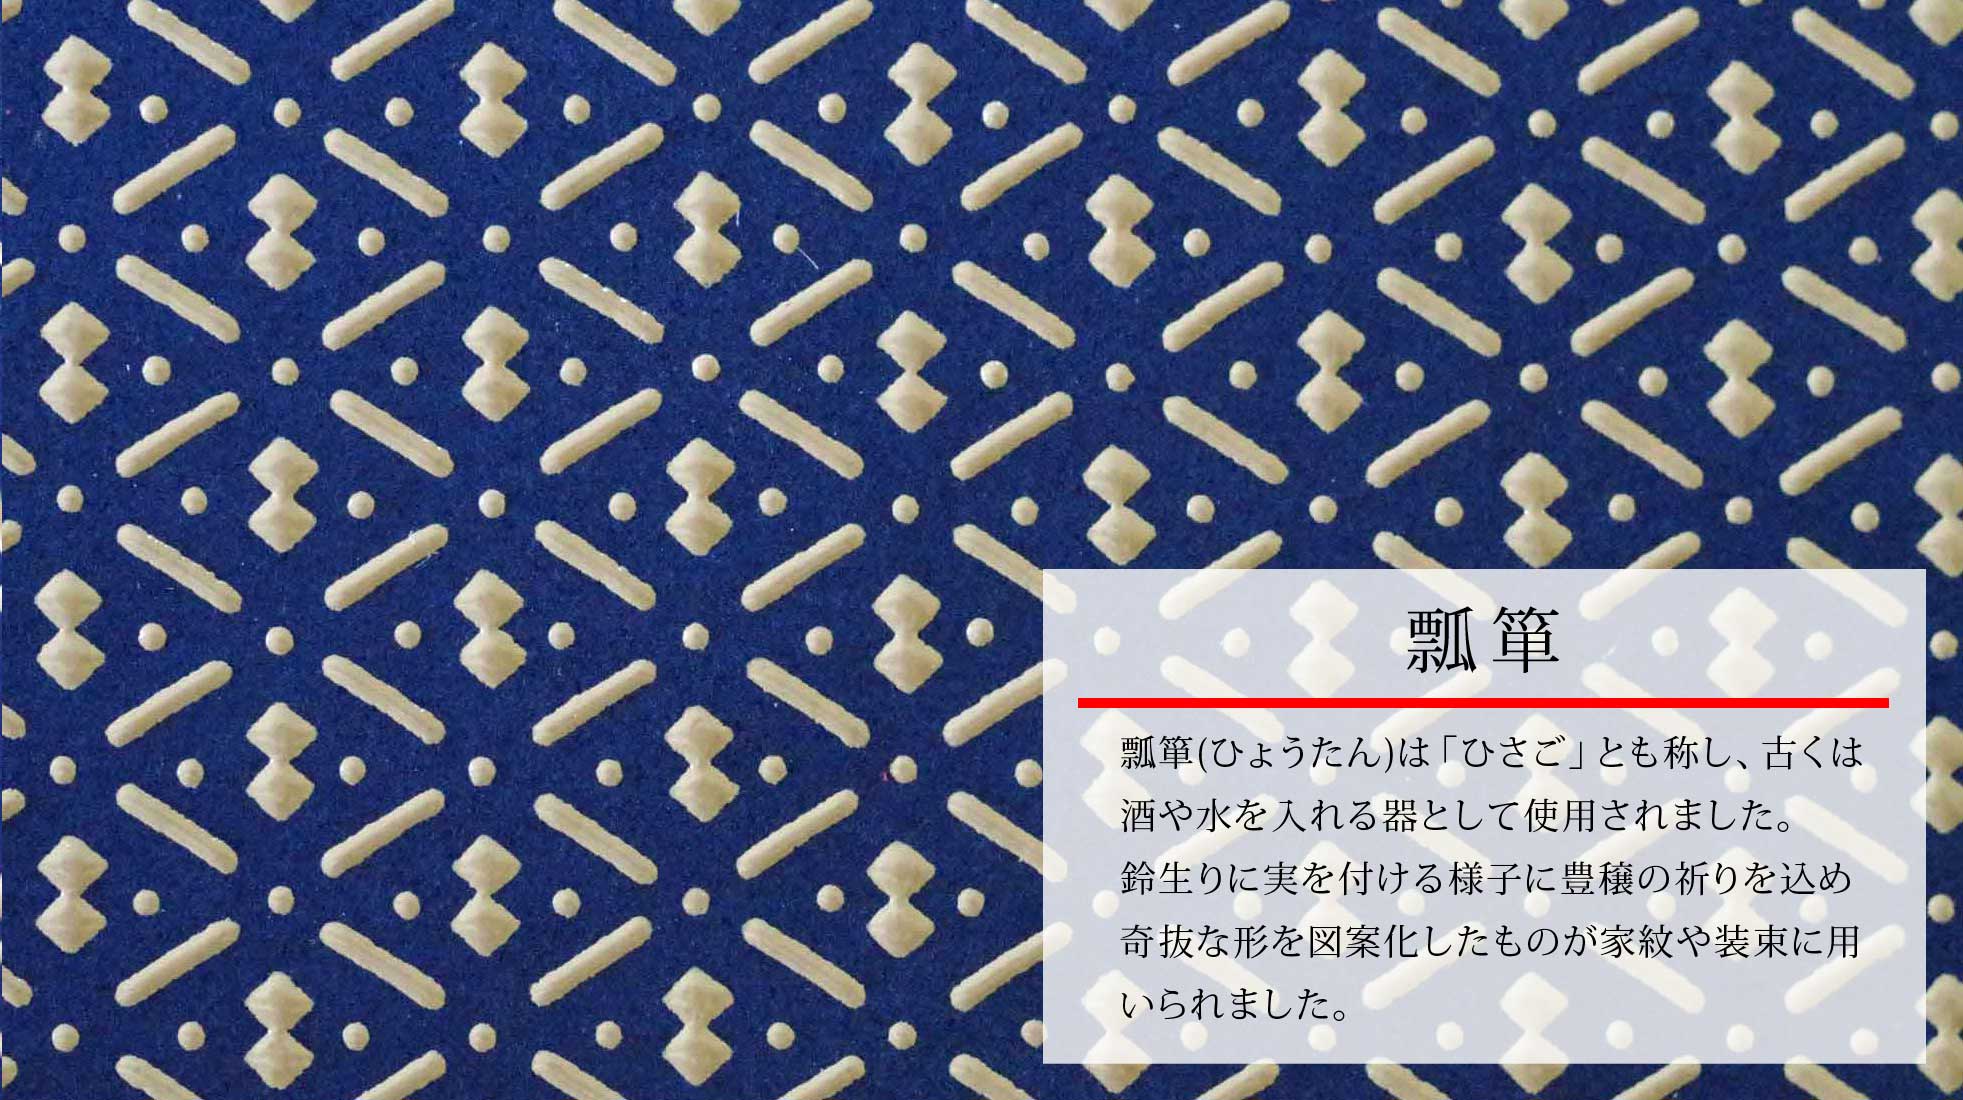 瓢箪
瓢箪(ひょうたん)は「ひさご」とも称し、古くは
酒や水を入れる器として使用されました。
鈴生りに実を付ける様子に豊穣の祈りを込め
奇抜な形を図案化したものが家紋や装束に用
いられました。